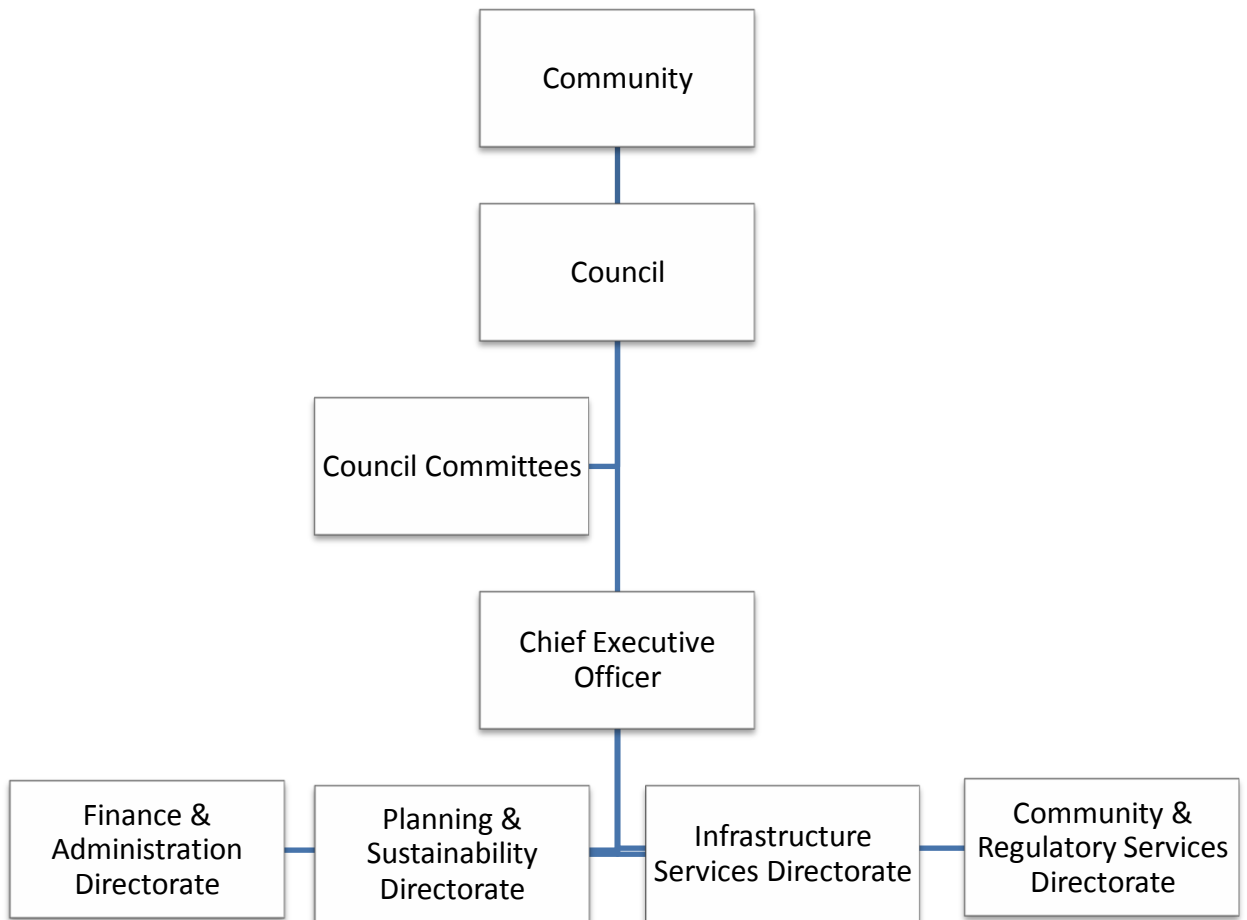 Community
Council
Council Committees
Chief Executive
Officer
Finance &
Administration
Directorate
Planning &
Sustainability
Directorate
Infrastructure
Services Directorate
Community &
Regulatory Services
Directorate